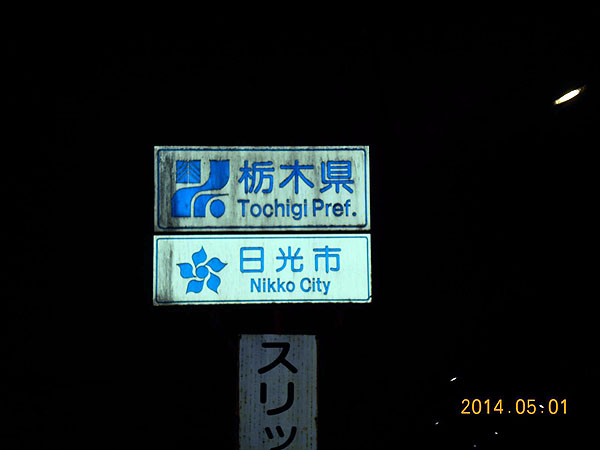 栃木県
Tochigi Pref.
日光市
Nikko City
スリッ
2014.05.01